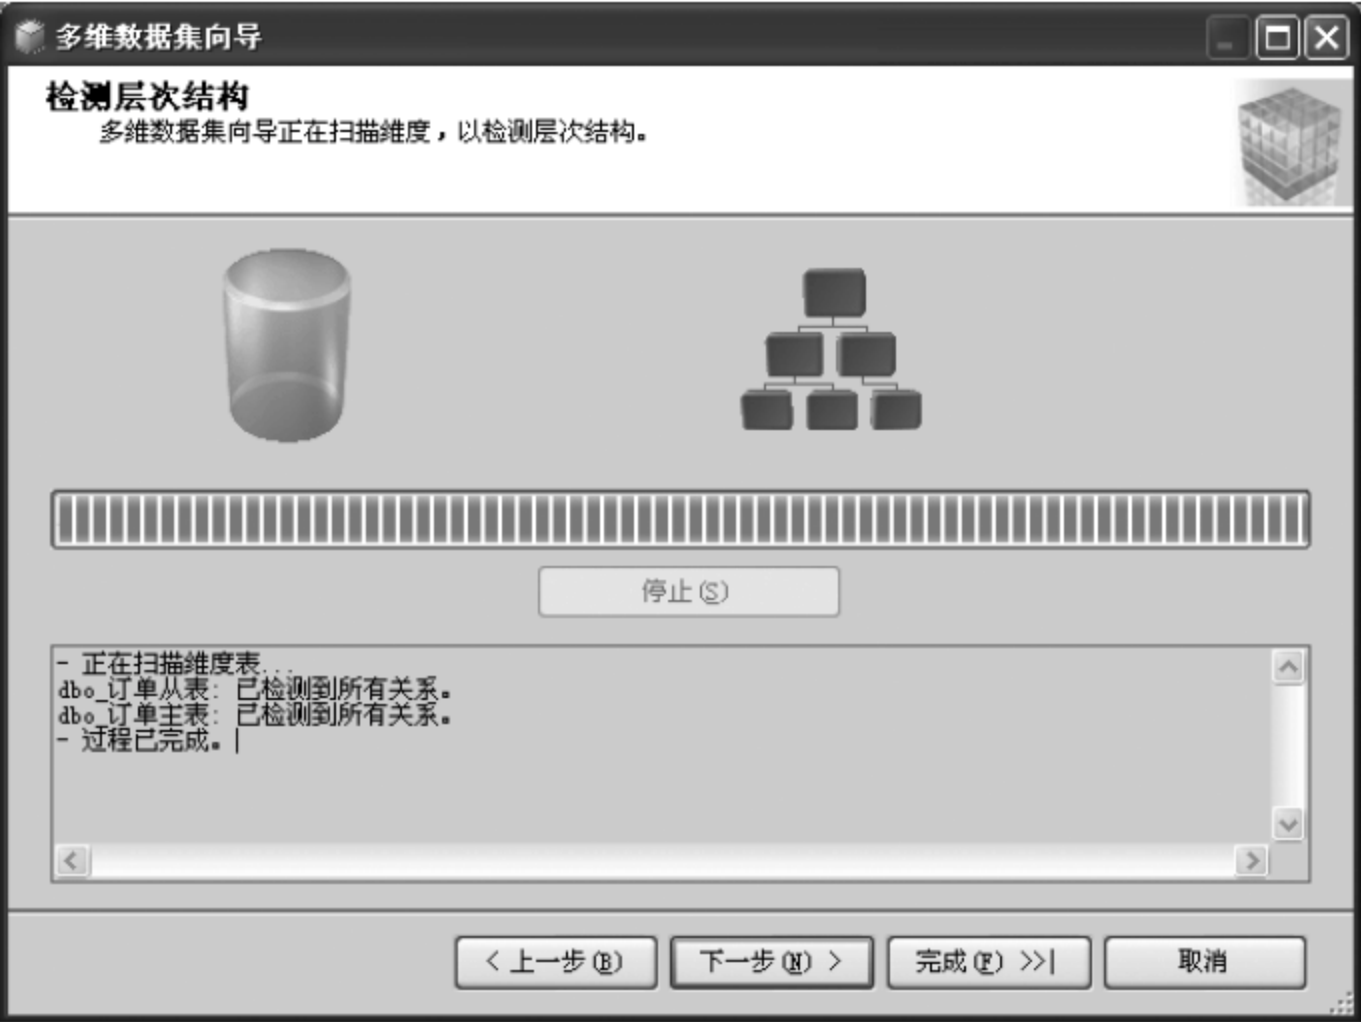 多维数据集向导
检测层次结构
多维数据集向导正在扫描维度，以检测层次结构。
停止(S)
- 正在扫描维度表...
dbo_订单从表: 已检测到所有关系。
dbo_订单主表: 已检测到所有关系。
- 过程已完成。
< 上一步(B)
下一步(N) >
完成(F) >>|
取消